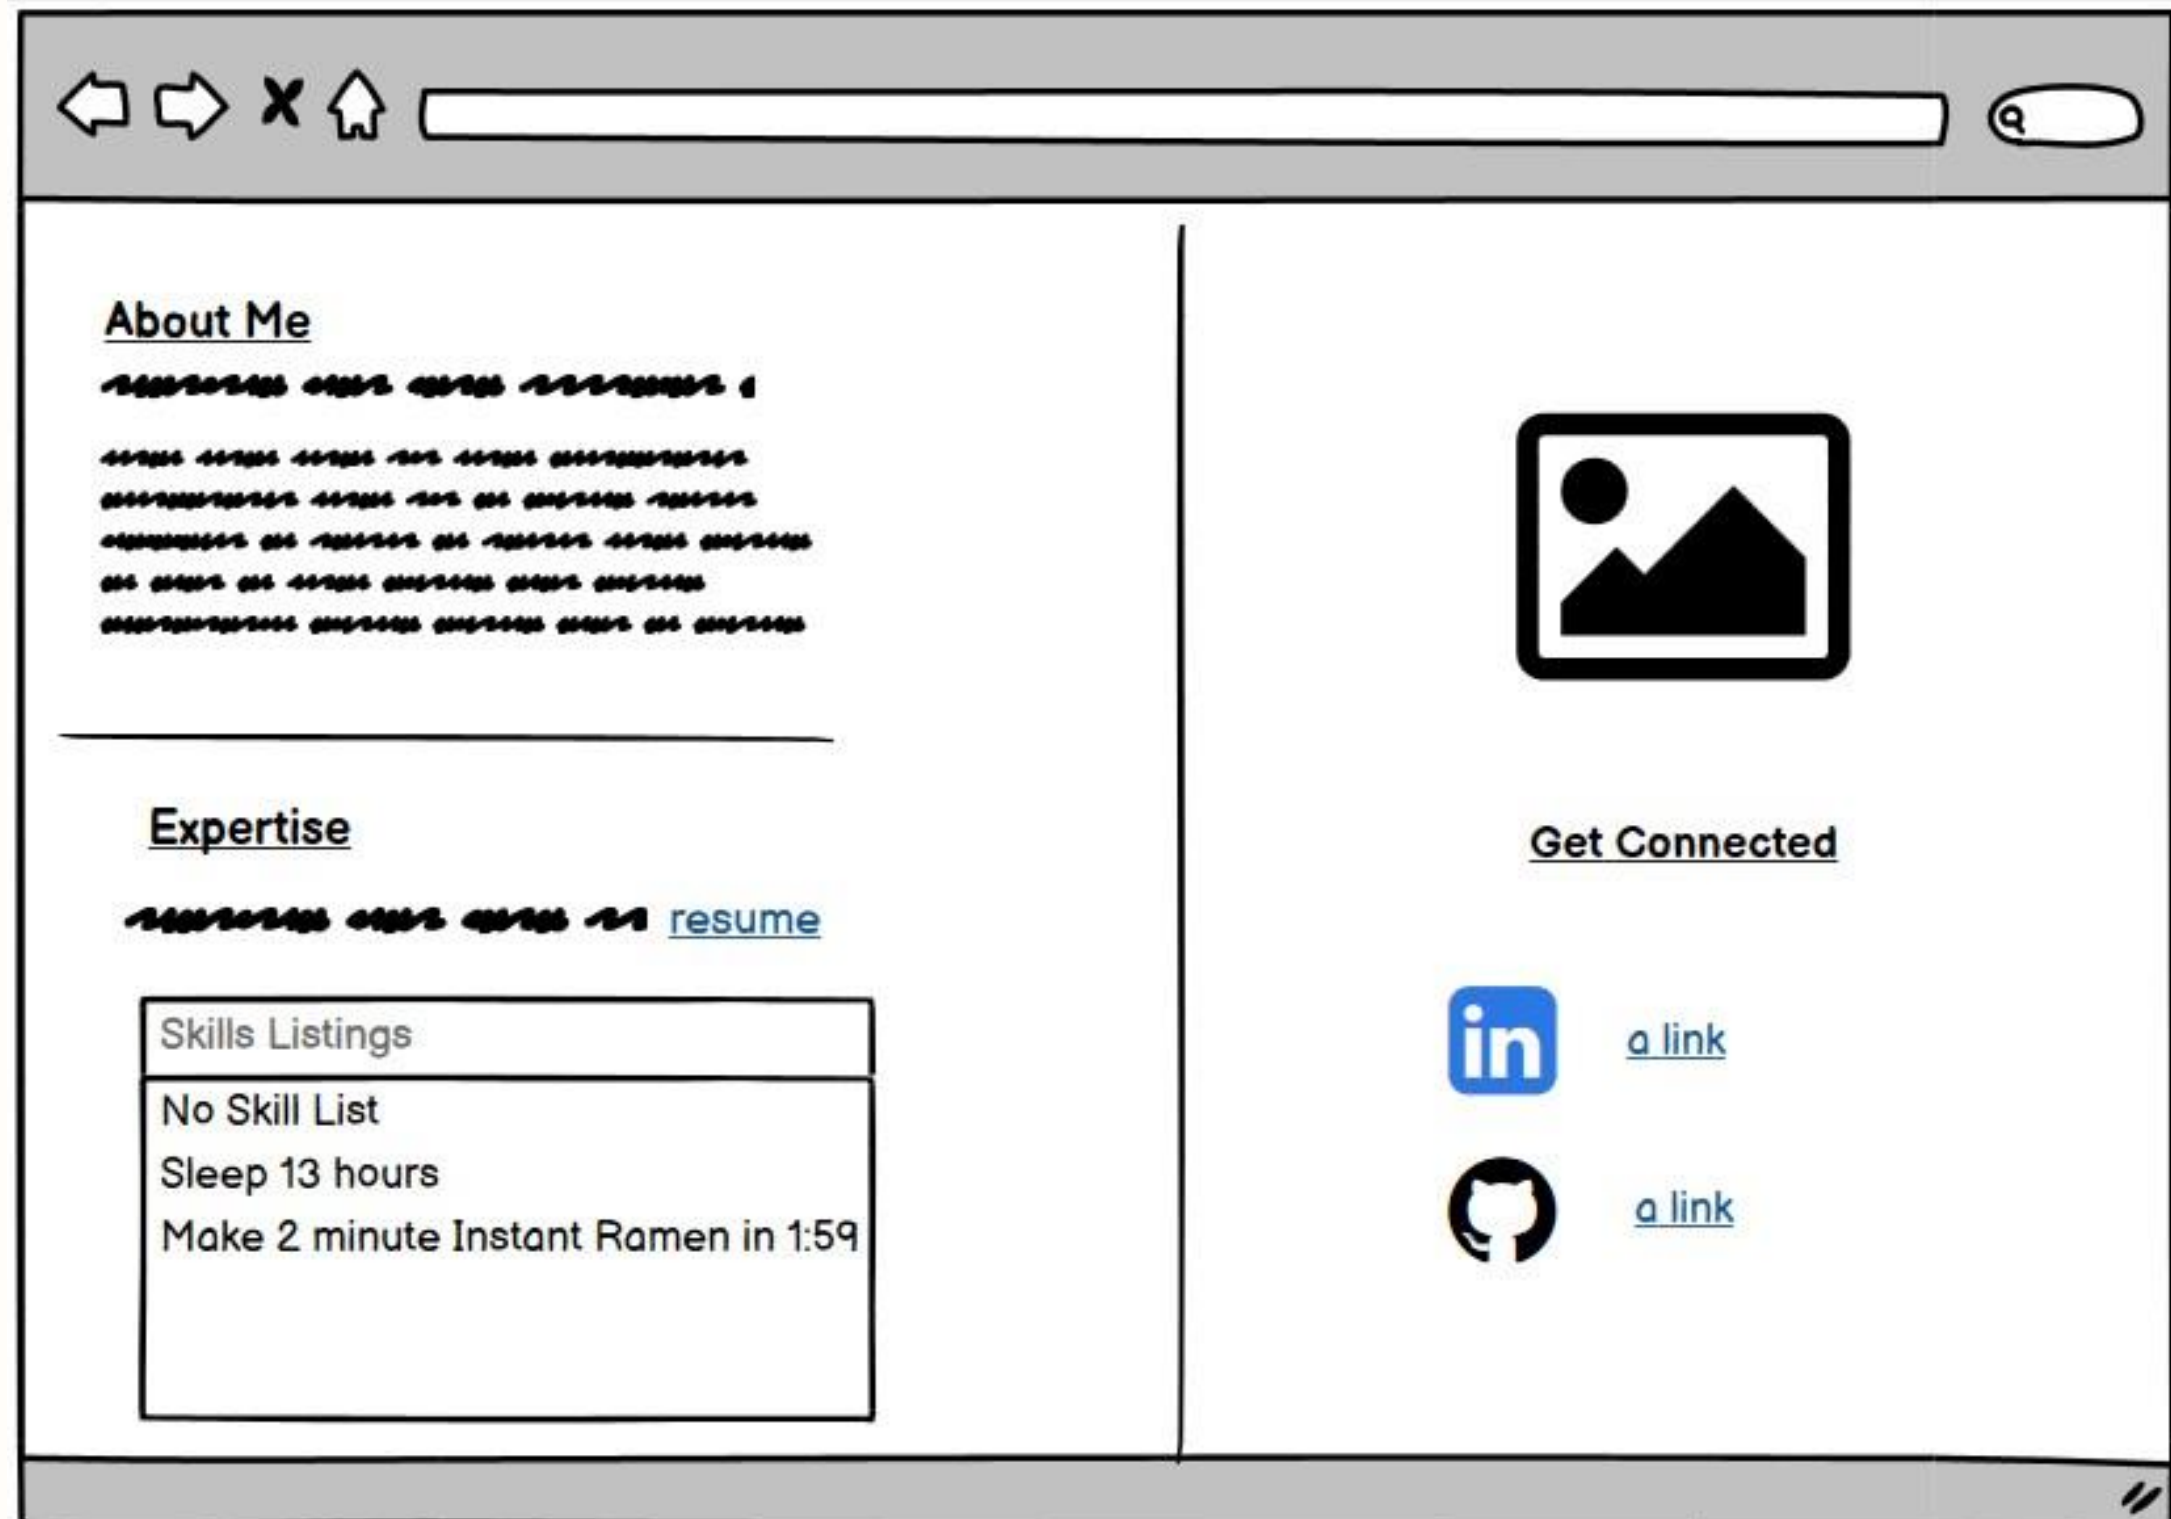 About Me
Expertise
resume
Skills Listings
No Skill List
Sleep 13 hours
Make 2 minute Instant Ramen in 1:59
Get Connected
in
a link
a link